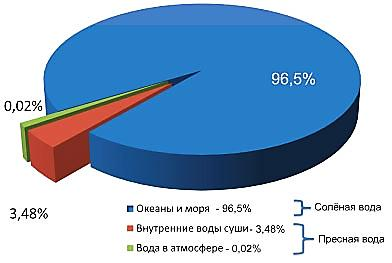 96,5%
0,02%
3,48%
Океаны и моря - 96,5%
Солёная вода
Внутренние воды суши - 3,48%
Пресная вода
Вода в атмосфере - 0,02%